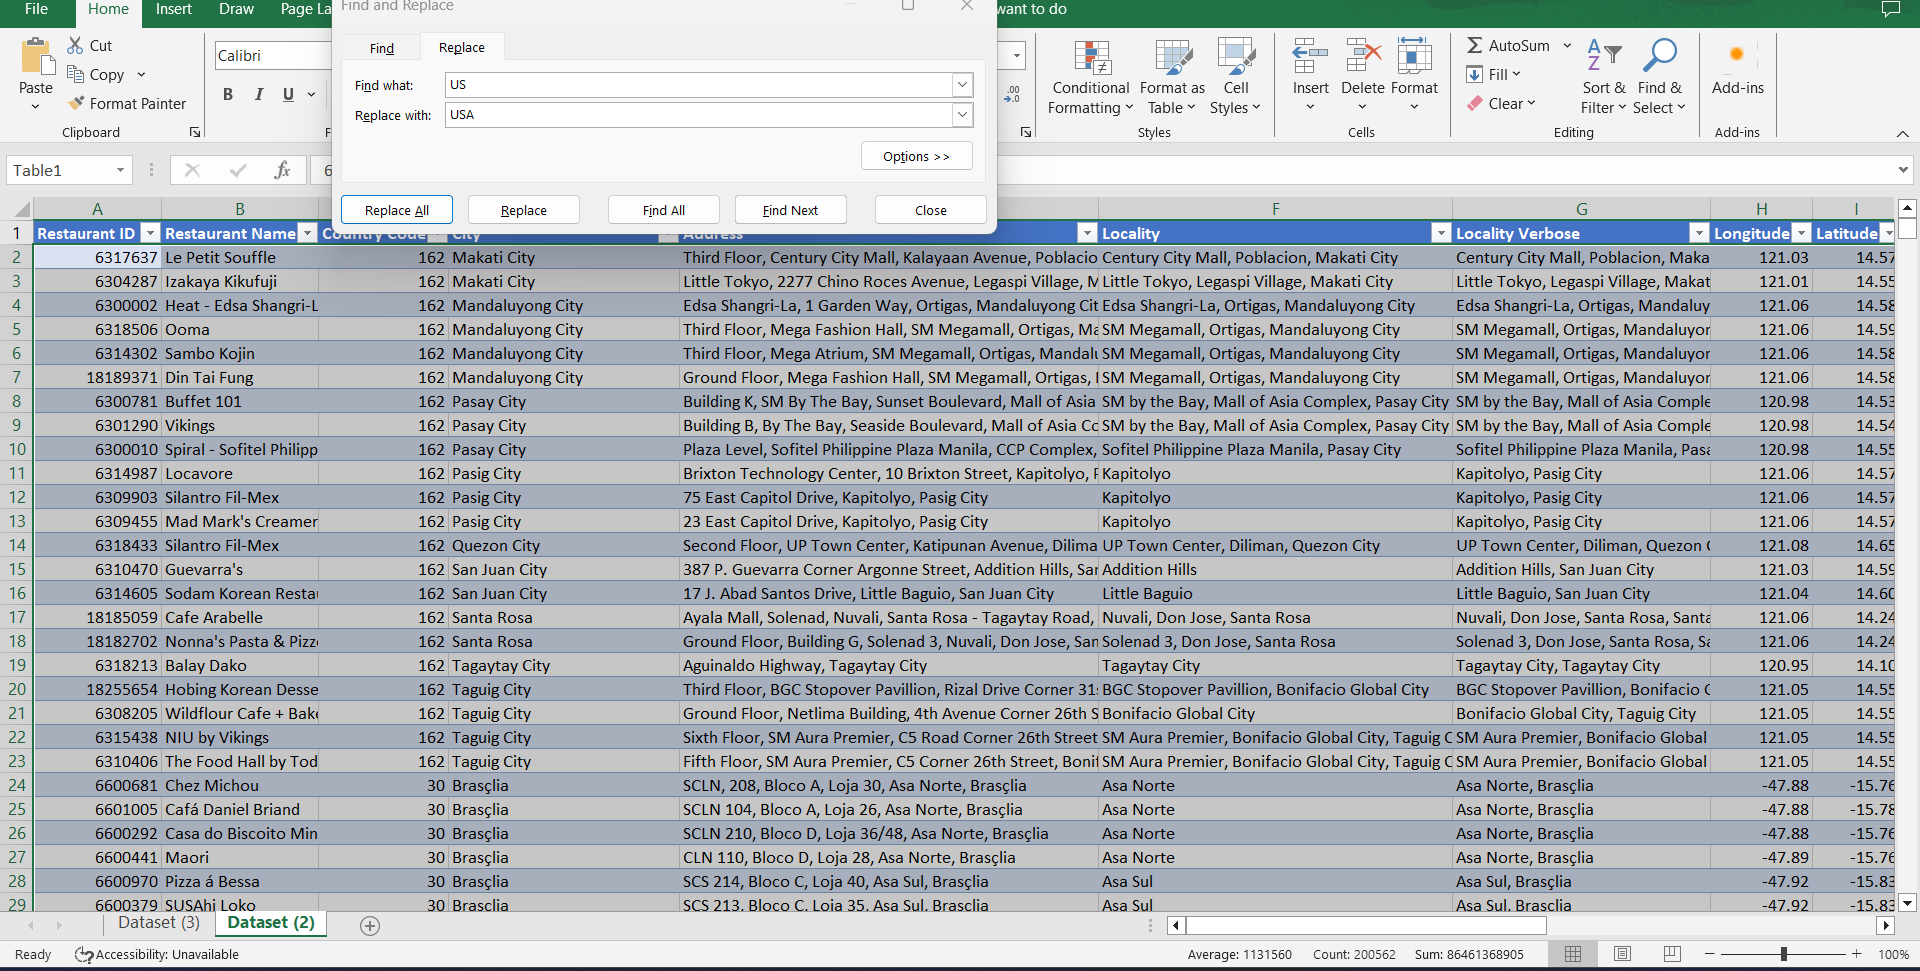 Find and Replace
File Home Insert Draw Page La want to do
Paste
Cut
Copy
Format Painter
Clipboard
Calibri
B I U
Find Replace
Find what: US
Replace with: USA
Options >>
Replace All Replace Find All Find Next Close
.00
→.0
Conditional Formatting
Format as Table
Cell Styles
Styles
Insert Delete Format
Cells
AutoSum
Fill
Clear
Sort & Filter
Find & Select
Editing
Add-ins
Add-ins
Table1 fx 6
A B F G H I
1 Restaurant ID Restaurant Name Country Code City Address Locality Locality Verbose Longitude Latitude
2 6317637 Le Petit Souffle 162 Makati City Third Floor, Century City Mall, Kalayaan Avenue, Poblacio Century City Mall, Poblacion, Makati City Century City Mall, Poblacion, Maka 121.03 14.57
3 6304287 Izakaya Kikufuji 162 Makati City Little Tokyo, 2277 Chino Roces Avenue, Legaspi Village, M Little Tokyo, Legaspi Village, Makati City Little Tokyo, Legaspi Village, Makat 121.01 14.55
4 6300002 Heat - Edsa Shangri-L 162 Mandaluyong City Edsa Shangri-La, 1 Garden Way, Ortigas, Mandaluyong Cit Edsa Shangri-La, Ortigas, Mandaluyong City Edsa Shangri-La, Ortigas, Mandaluy 121.06 14.58
5 6318506 Ooma 162 Mandaluyong City Third Floor, Mega Fashion Hall, SM Megamall, Ortigas, Ma SM Megamall, Ortigas, Mandaluyong City SM Megamall, Ortigas, Mandaluyor 121.06 14.59
6 6314302 Sambo Kojin 162 Mandaluyong City Third Floor, Mega Atrium, SM Megamall, Ortigas, Mandalu SM Megamall, Ortigas, Mandaluyong City SM Megamall, Ortigas, Mandaluyor 121.06 14.58
7 18189371 Din Tai Fung 162 Mandaluyong City Ground Floor, Mega Fashion Hall, SM Megamall, Ortigas, SM Megamall, Ortigas, Mandaluyong City SM Megamall, Ortigas, Mandaluyor 121.06 14.58
8 6300781 Buffet 101 162 Pasay City Building K, SM By The Bay, Sunset Boulevard, Mall of Asia SM by the Bay, Mall of Asia Complex, Pasay City SM by the Bay, Mall of Asia Comple 120.98 14.53
9 6301290 Vikings 162 Pasay City Building B, By The Bay, Seaside Boulevard, Mall of Asia Cc SM by the Bay, Mall of Asia Complex, Pasay City SM by the Bay, Mall of Asia Comple 120.98 14.54
10 6300010 Spiral - Sofitel Philipp 162 Pasay City Plaza Level, Sofitel Philippine Plaza Manila, CCP Complex, Sofitel Philippine Plaza Manila, Pasay City Sofitel Philippine Plaza Manila, Pasa 120.98 14.55
11 6314987 Locavore 162 Pasig City Brixton Technology Center, 10 Brixton Street, Kapitolyo, F Kapitolyo Kapitolyo, Pasig City 121.06 14.57
12 6309903 Silantro Fil-Mex 162 Pasig City 75 East Capitol Drive, Kapitolyo, Pasig City Kapitolyo Kapitolyo, Pasig City 121.06 14.57
13 6309455 Mad Mark's Creamer 162 Pasig City 23 East Capitol Drive, Kapitolyo, Pasig City Kapitolyo Kapitolyo, Pasig City 121.06 14.57
14 6318433 Silantro Fil-Mex 162 Quezon City Second Floor, UP Town Center, Katipunan Avenue, Dilima UP Town Center, Diliman, Quezon City UP Town Center, Diliman, Quezon ( 121.08 14.65
15 6310470 Guevarra's 162 San Juan City 387 P. Guevarra Corner Argonne Street, Addition Hills, Sar Addition Hills Addition Hills, San Juan City 121.03 14.59
16 6314605 Sodam Korean Restau 162 San Juan City 17 J. Abad Santos Drive, Little Baguio, San Juan City Little Baguio Little Baguio, San Juan City 121.04 14.60
17 18185059 Cafe Arabelle 162 Santa Rosa Ayala Mall, Solenad, Nuvali, Santa Rosa - Tagaytay Road, Nuvali, Don Jose, Santa Rosa Nuvali, Don Jose, Santa Rosa, Santa 121.06 14.24
18 18182702 Nonna's Pasta & Pizze 162 Santa Rosa Ground Floor, Building G, Solenad 3, Nuvali, Don Jose, San Solenad 3, Don Jose, Santa Rosa Solenad 3, Don Jose, Santa Rosa, Sa 121.06 14.24
19 6318213 Balay Dako 162 Tagaytay City Aguinaldo Highway, Tagaytay City Tagaytay City Tagaytay City, Tagaytay City 120.95 14.10
20 18255654 Hobing Korean Desse 162 Taguig City Third Floor, BGC Stopover Pavillion, Rizal Drive Corner 31s BGC Stopover Pavillion, Bonifacio Global City BGC Stopover Pavillion, Bonifacio G 121.05 14.55
21 6308205 Wildflour Cafe + Bake 162 Taguig City Ground Floor, Netlima Building, 4th Avenue Corner 26th S Bonifacio Global City Bonifacio Global City, Taguig City 121.05 14.55
22 6315438 NIU by Vikings 162 Taguig City Sixth Floor, SM Aura Premier, C5 Road Corner 26th Street SM Aura Premier, Bonifacio Global City, Taguig C SM Aura Premier, Bonifacio Global 121.05 14.55
23 6310406 The Food Hall by Tod 162 Taguig City Fifth Floor, SM Aura Premier, C5 Corner 26th Street, Bonif SM Aura Premier, Bonifacio Global City, Taguig C SM Aura Premier, Bonifacio Global 121.05 14.55
24 6600681 Chez Michou 30 Brasçlia SCLN, 208, Bloco A, Loja 30, Asa Norte, Brasçlia Asa Norte Asa Norte, Brasçlia -47.88 -15.76
25 6601005 Cafá Daniel Briand 30 Brasçlia SCLN 104, Bloco A, Loja 26, Asa Norte, Brasçlia Asa Norte Asa Norte, Brasçlia -47.88 -15.78
26 6600292 Casa do Biscoito Min 30 Brasçlia SCLN 210, Bloco D, Loja 36/48, Asa Norte, Brasçlia Asa Norte Asa Norte, Brasçlia -47.88 -15.76
27 6600441 Maori 30 Brasçlia CLN 110, Bloco D, Loja 28, Asa Norte, Brasçlia Asa Norte Asa Norte, Brasçlia -47.89 -15.76
28 6600970 Pizza á Bessa 30 Brasçlia SCS 214, Bloco C, Loja 40, Asa Sul, Brasçlia Asa Sul Asa Sul, Brasçlia -47.92 -15.83
29 6600379 SUSAhi Loko 30 Brasçlia SCS 213, Bloco C, Loja 35, Asa Sul, Brasçlia Asa Sul Asa Sul, Brasçlia -47.92 -15.83
Dataset (3) Dataset (2)
Ready Accessibility: Unavailable Average: 1131560 Count: 200562 Sum: 86461368905 100%